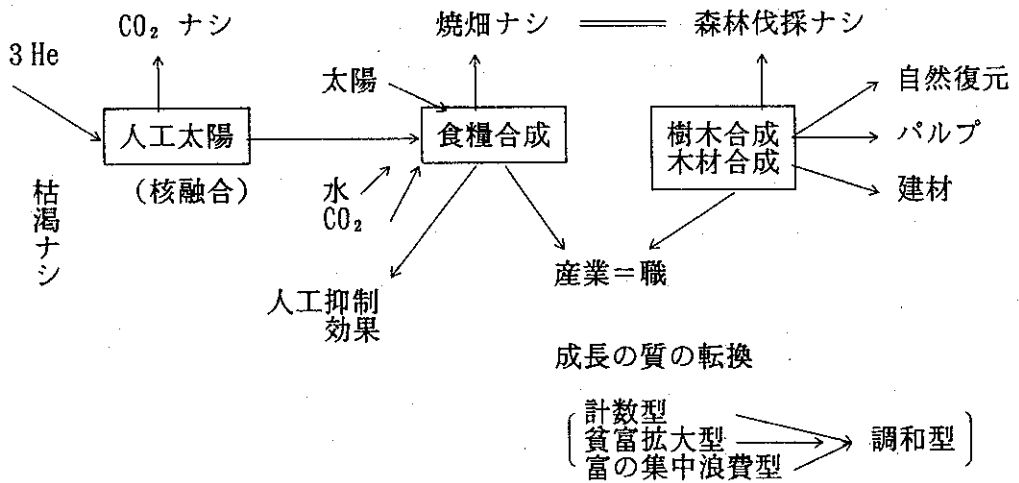 CO₂ ナシ
焼畑ナシ
森林伐採ナシ
3 He
太陽
自然復元
人工太陽
食糧合成
樹木合成
木材合成
パルプ
(核融合)
水
CO₂
建材
枯渇ナシ
産業＝職
人工抑制
効果
成長の質の転換
計数型
貧富拡大型
調和型
富の集中浪費型